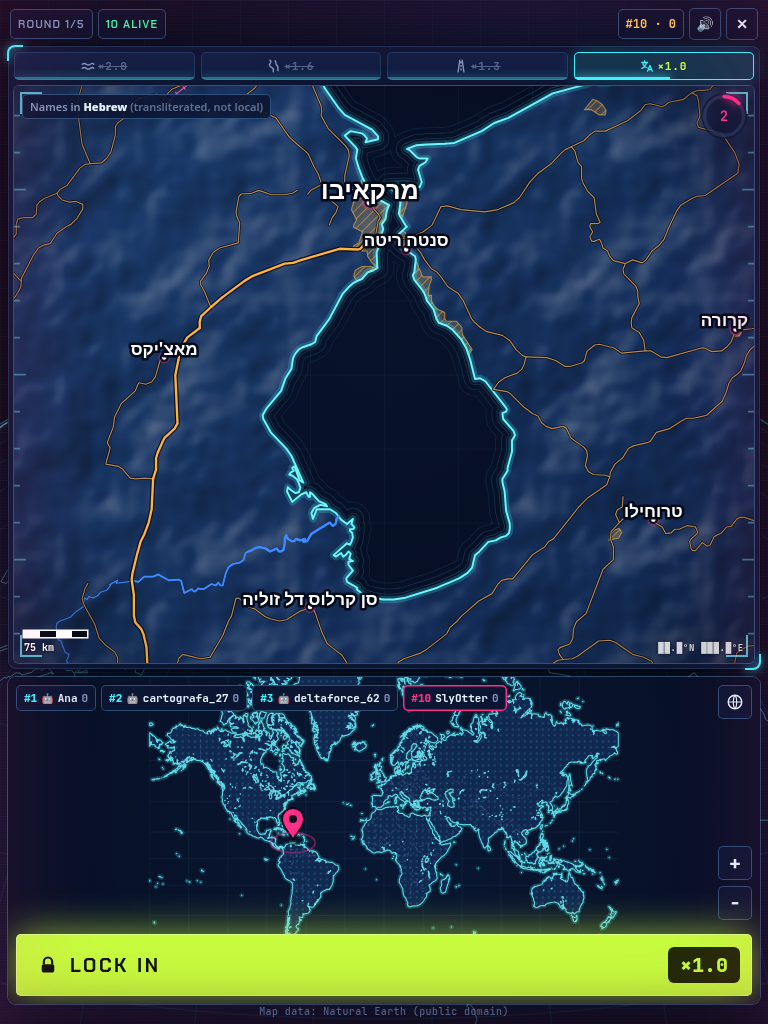 ROUND 1/5
10 ALIVE
#10 · 0
×2.0
×1.6
×1.3
×1.0
Names in Hebrew (transliterated, not local)
2
מרקאיבו
סנטה ריטה
קרורה
מאצ'יקס
טרוחילו
סן קרלוס דל זוליה
75 km
°N °E
#1 Ana 0
#2 cartografa_27 0
#3 deltaforce_62 0
#10 SlyOtter 0
+
-
LOCK IN
×1.0
Map data: Natural Earth (public domain)